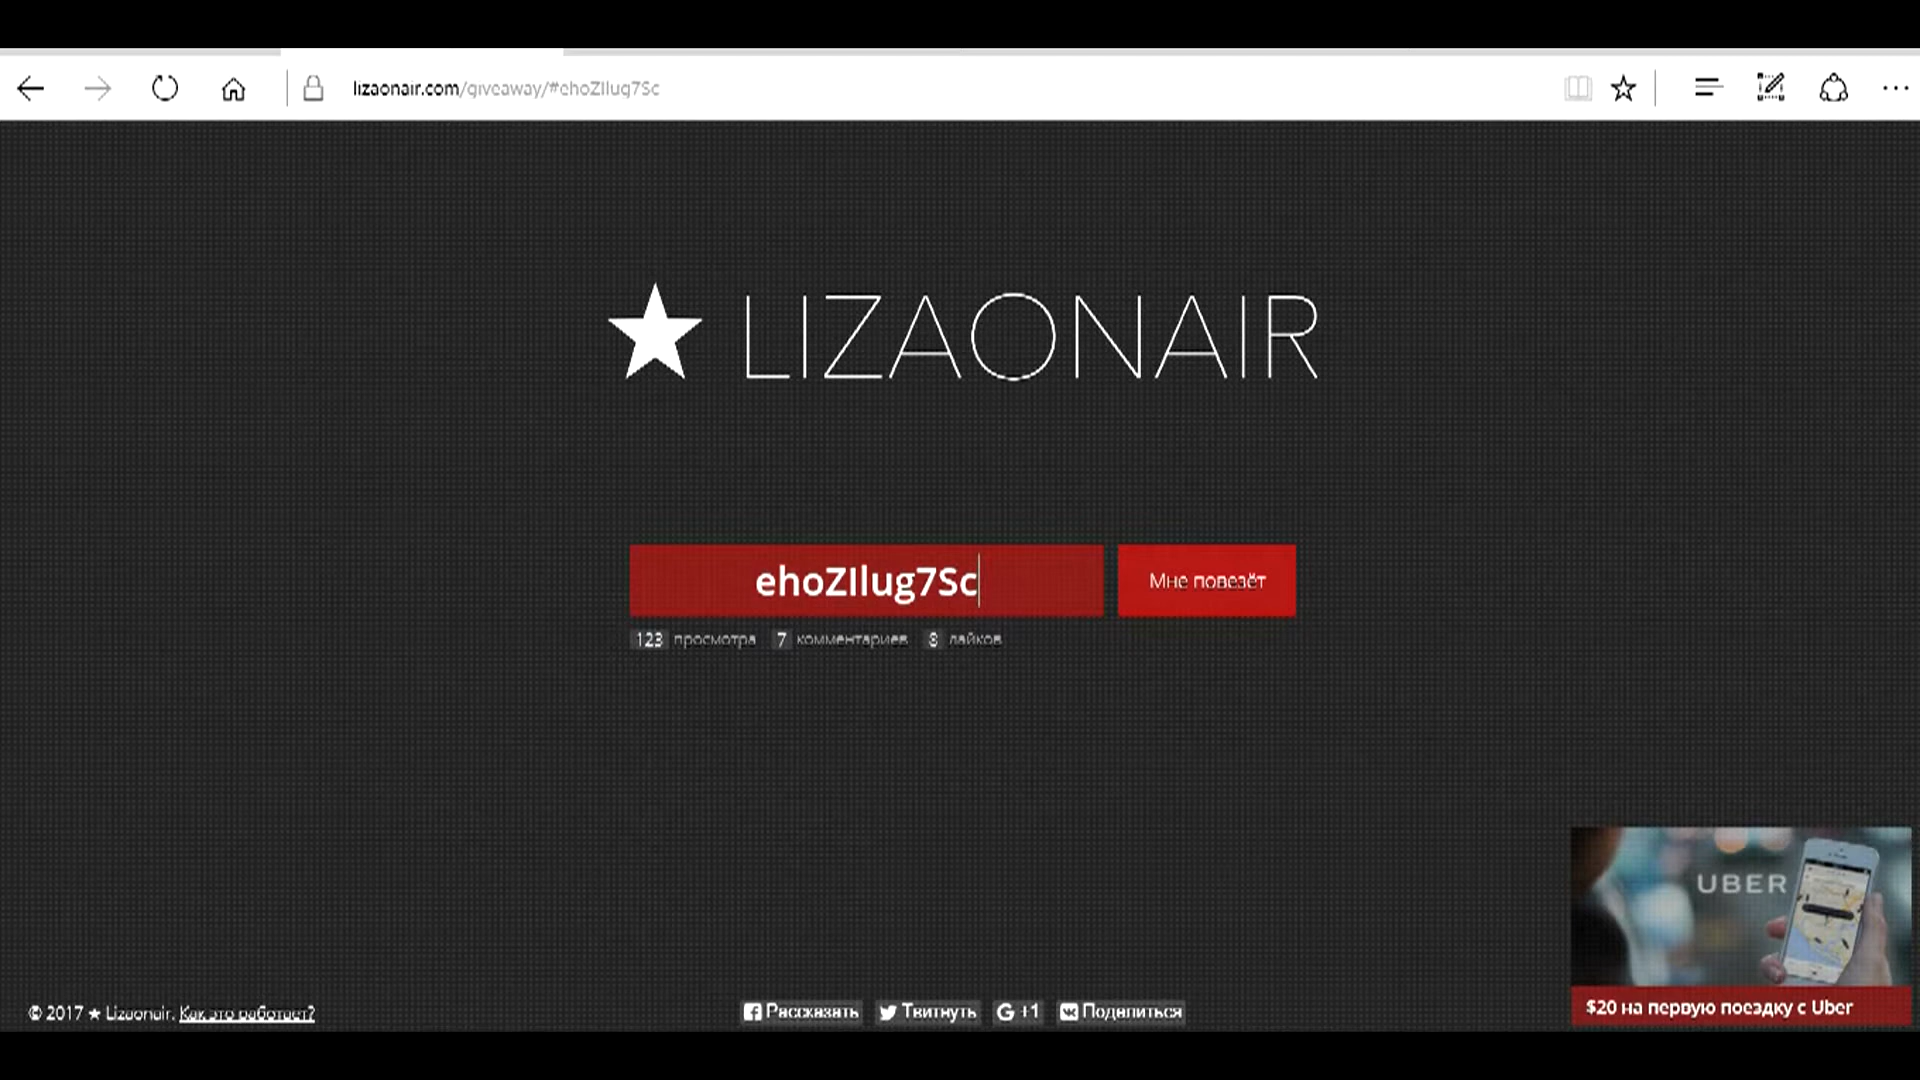 lizaonair.com/giveaway/#ehoZIlug7Sc
★ LIZAONAIR
ehoZIlug7Sc
Мне повезёт
123 просмотра 7 комментариев 8 лайков
UBER
$20 на первую поездку с Uber
© 2017 ★ Lizaonair. Как это работает?
Рассказать Твитнуть G +1 Поделиться